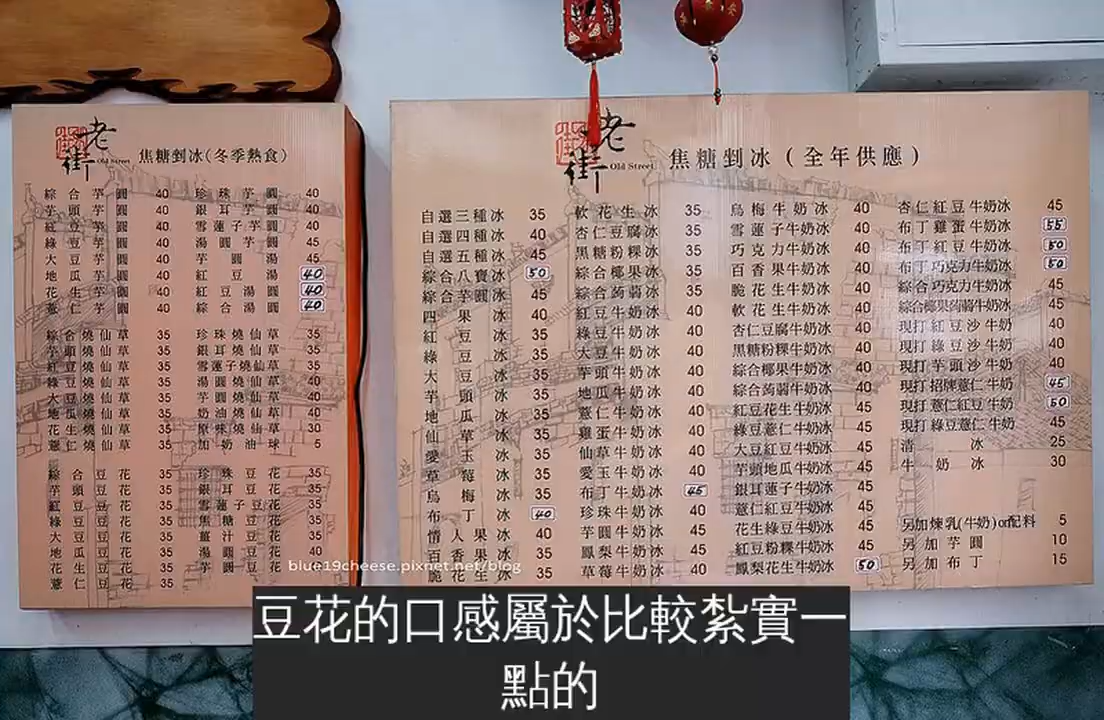 老街
Old Street
焦糖剉冰(冬季熱食)
綜合芋圓 40
芋頭芋圓 40
紅豆芋圓 40
綠豆芋圓 40
大豆芋圓 40
地瓜芋圓 40
花生芋圓 40
薏仁芋圓 40
珍珠芋圓 40
銀耳芋圓 40
雪蓮子芋圓 40
湯圓芋圓 45
芋圓湯 45
紅豆湯 40
紅豆湯圓 40
綜合湯圓 40
綜合燒仙草 35
芋頭燒仙草 35
紅豆燒仙草 35
綠豆燒仙草 35
大豆燒仙草 35
地瓜燒仙草 35
花生燒仙草 35
薏仁燒仙草 35
珍珠燒仙草 35
銀耳燒仙草 35
雪蓮子燒仙草 35
湯圓燒仙草 40
芋圓燒仙草 40
奶油燒仙草 40
原味燒仙草 30
加奶油球 5
綜合豆花 35
芋頭豆花 35
紅豆豆花 35
綠豆豆花 35
大豆豆花 35
地瓜豆花 35
花生豆花 35
薏仁豆花 35
珍珠豆花 35
銀耳豆花 35
雪蓮子豆花 35
焦糖豆花 35
薑汁豆花 35
湯圓豆花 40
芋圓豆花
老街
Old Street
焦糖剉冰(全年供應)
自選三種冰 35
自選四種冰 40
自選五種冰 45
綜合八寶冰 50
綜合芋圓冰 45
四果冰 40
紅豆冰 35
綠豆冰 35
大豆冰 35
芋頭冰 35
地瓜冰 35
仙草冰 35
愛玉冰 35
草莓冰 35
烏梅冰 35
布丁冰 40
情人果冰 40
百香果冰 35
脆花生冰 35
軟花生冰 35
杏仁豆腐冰 35
黑糖粉粿冰 35
綜合椰果冰 35
綜合蒟蒻冰 35
紅豆牛奶冰 40
綠豆牛奶冰 40
大豆牛奶冰 40
芋頭牛奶冰 40
地瓜牛奶冰 40
薏仁牛奶冰 40
雞蛋牛奶冰 40
仙草牛奶冰 40
愛玉牛奶冰 40
布丁牛奶冰 45
珍珠牛奶冰 40
芋圓牛奶冰 45
鳳梨牛奶冰 45
草莓牛奶冰 40
烏梅牛奶冰 40
雪蓮子牛奶冰 40
巧克力牛奶冰 40
百香果牛奶冰 40
脆花生牛奶冰 40
軟花生牛奶冰 40
杏仁豆腐牛奶冰 40
黑糖粉粿牛奶冰 40
綜合椰果牛奶冰 40
綜合蒟蒻牛奶冰 40
紅豆花生牛奶冰 45
綠豆薏仁牛奶冰 45
大豆紅豆牛奶冰 45
芋頭地瓜牛奶冰 45
銀耳蓮子牛奶冰 45
薏仁紅豆牛奶冰 45
花生綠豆牛奶冰 45
紅豆粉粿牛奶冰 45
鳳梨花生牛奶冰 50
杏仁紅豆牛奶冰 45
布丁雞蛋牛奶冰 55
布丁紅豆牛奶冰 50
布丁巧克力牛奶冰 50
綜合巧克力牛奶冰 45
綜合椰果蒟蒻牛奶冰 45
現打紅豆沙牛奶 45
現打綠豆沙牛奶 40
現打芋頭沙牛奶 40
現打招牌薏仁牛奶 45
現打薏仁紅豆牛奶 50
現打綠豆薏仁牛奶 45
清冰 25
牛奶冰 30
另加煉乳(牛奶)or配料 5
另加芋圓 10
另加布丁 15
blue19cheese.pixnet.net/blog
豆花的口感屬於比較紮實一
點的